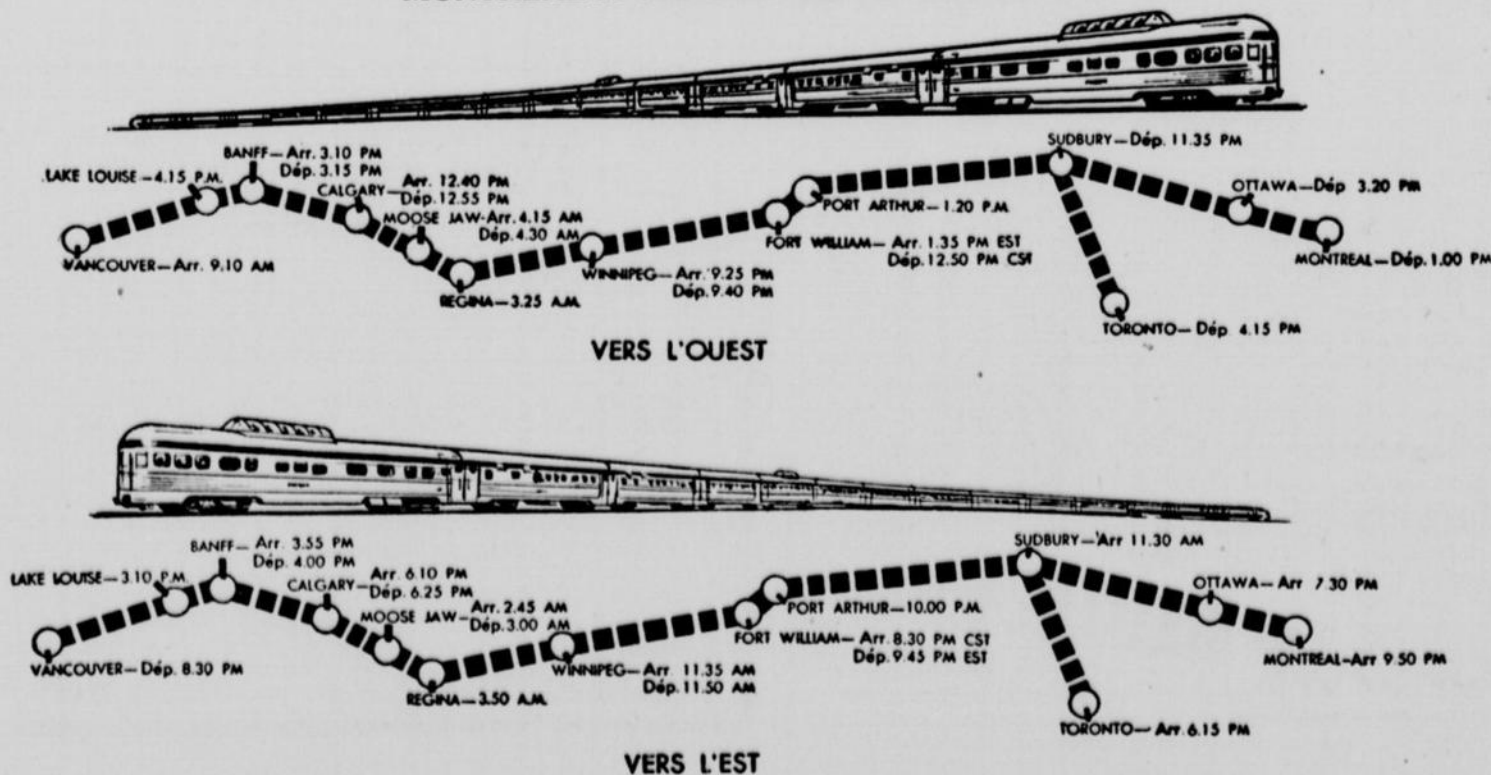 BANFF—Arr. 3.10 PM
Dép. 3.15 PM
LAKE LOUISE—4.15 P.M.
CALGARY—Arr. 12.40 PM
Dép. 12.55 PM
MOOSE JAW-Arr. 4.15 AM
Dép. 4.30 AM
VANCOUVER—Arr. 9.10 AM
REGINA—3.25 A.M.
WINNIPEG—Arr. 9.25 PM
Dép. 9.40 PM
SUDBURY—Dép. 11.35 PM
PORT ARTHUR—1.20 P.M.
FORT WILLIAM—Arr. 1.35 PM EST
Dép. 12.50 PM CST
OTTAWA—Dép 3.20 PM
MONTREAL—Dép. 1.00 PM
TORONTO—Dép 4.15 PM
VERS L'OUEST
BANFF—Arr. 3.55 PM
Dép. 4.00 PM
LAKE LOUISE—3.10 P.M.
CALGARY—Arr. 6.10 PM
Dép. 6.25 PM
MOOSE JAW—Arr. 2.45 AM
Dép. 3.00 AM
VANCOUVER—Dép. 8.30 PM
REGINA—3.50 A.M.
WINNIPEG—Arr. 11.35 AM
Dép. 11.50 AM
SUDBURY—Arr 11.30 AM
PORT ARTHUR—10.00 P.M.
FORT WILLIAM—Arr. 8.30 PM CST
Dép. 9.45 PM EST
OTTAWA—Arr 7.30 PM
MONTREAL-Arr 9.50 PM
TORONTO—Arr. 6.15 PM
VERS L'EST